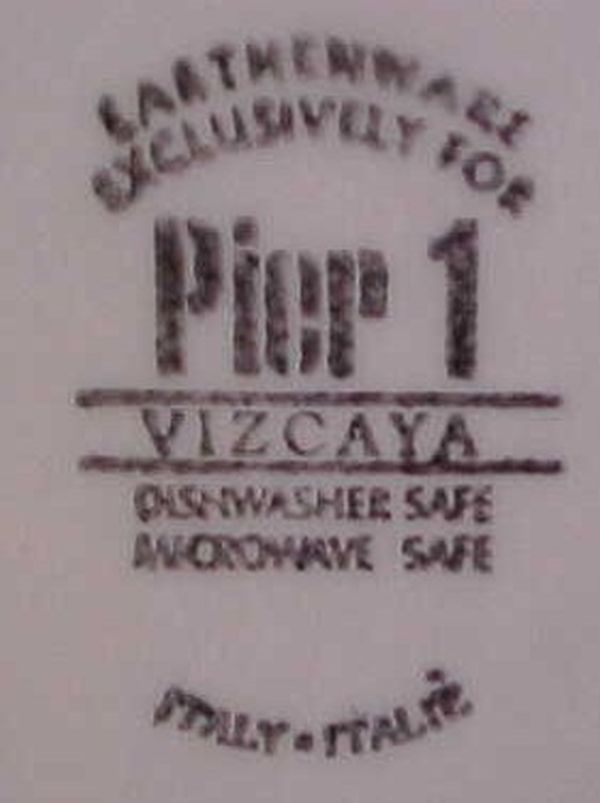 EARTHENWARE
EXCLUSIVELY FOR
Pier 1
VIZCAYA
DISHWASHER SAFE
MICROWAVE SAFE
ITALY • ITALIE